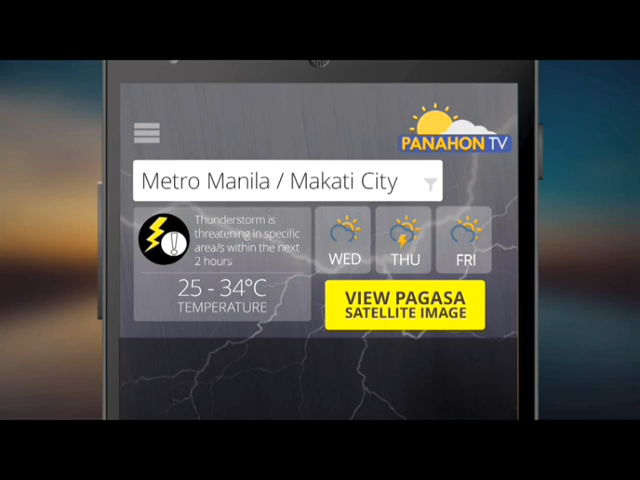 PANAHON TV
Metro Manila / Makati City
Thunderstorm is
threatening in specific
area/s within the next
2 hours
WED
THU
FRI
25 - 34°C
TEMPERATURE
VIEW PAGASA
SATELLITE IMAGE